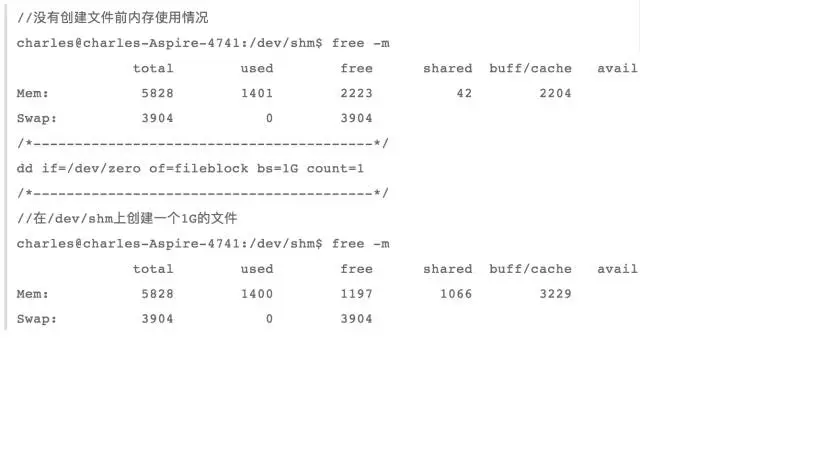 //没有创建文件前内存使用情况
charles@charles-Aspire-4741:/dev/shm$ free -m
total used free shared buff/cache avail
Mem: 5828 1401 2223 42 2204
Swap: 3904 0 3904
/*-----------------------------------------*/
dd if=/dev/zero of=fileblock bs=1G count=1
/*-----------------------------------------*/
//在/dev/shm上创建一个1G的文件
charles@charles-Aspire-4741:/dev/shm$ free -m
total used free shared buff/cache avail
Mem: 5828 1400 1197 1066 3229
Swap: 3904 0 3904